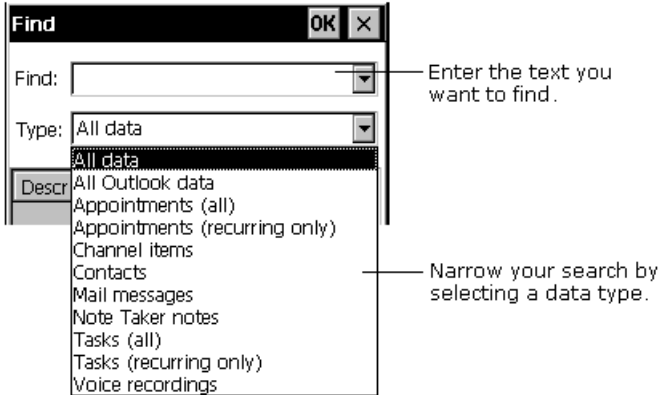 Find OK ×
Find:
Enter the text you
want to find.
Type: All data
All data
Descr
All Outlook data
Appointments (all)
Appointments (recurring only)
Channel items
Contacts
Mail messages
Note Taker notes
Tasks (all)
Tasks (recurring only)
Voice recordings
Narrow your search by
selecting a data type.